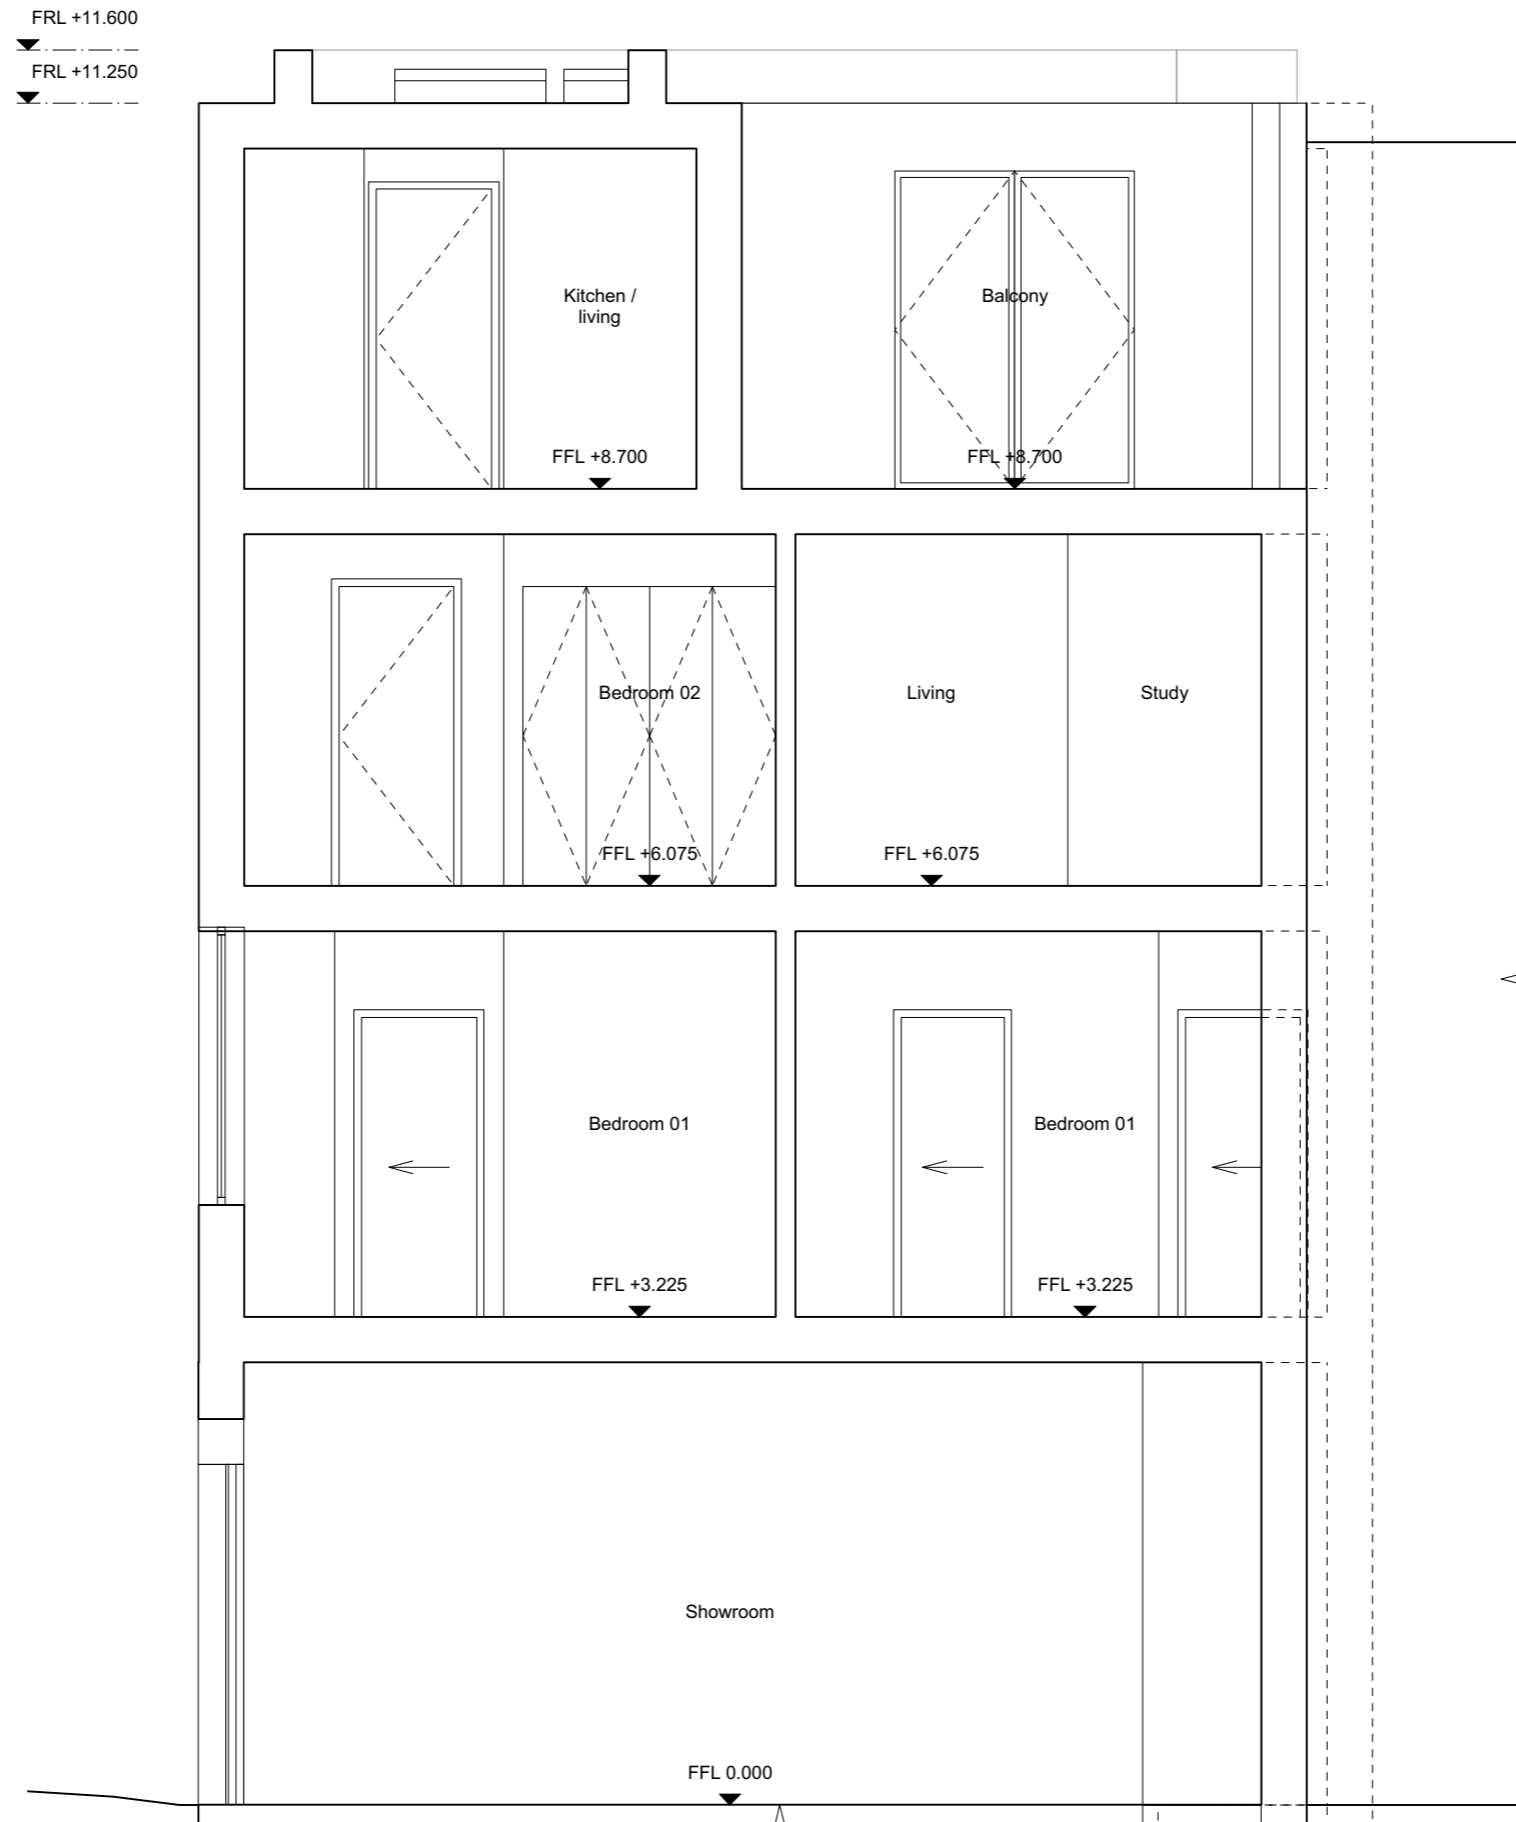 FRL +11.600
FRL +11.250
Kitchen /
living
Balcony
FFL +8.700
FFL +8.700
Bedroom 02
Living
Study
FFL +6.075
FFL +6.075
Bedroom 01
Bedroom 01
FFL +3.225
FFL +3.225
Showroom
FFL 0.000